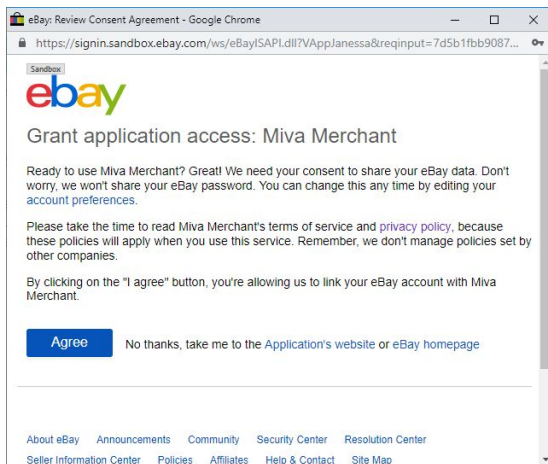 eBay: Review Consent Agreement - Google Chrome
https://signin.sandbox.ebay.com/ws/eBayISAPI.dll?VAppJanessa&reqinput=7d5b1fbb9087...
Sandbox
ebay
Grant application access: Miva Merchant
Ready to use Miva Merchant? Great! We need your consent to share your eBay data. Don't
worry, we won't share your eBay password. You can change this any time by editing your
account preferences.
Please take the time to read Miva Merchant's terms of service and privacy policy, because
these policies will apply when you use this service. Remember, we don't manage policies set by
other companies.
By clicking on the "I agree" button, you're allowing us to link your eBay account with Miva
Merchant.
Agree No thanks, take me to the Application's website or eBay homepage
About eBay Announcements Community Security Center Resolution Center
Seller Information Center Policies Affiliates Help & Contact Site Map